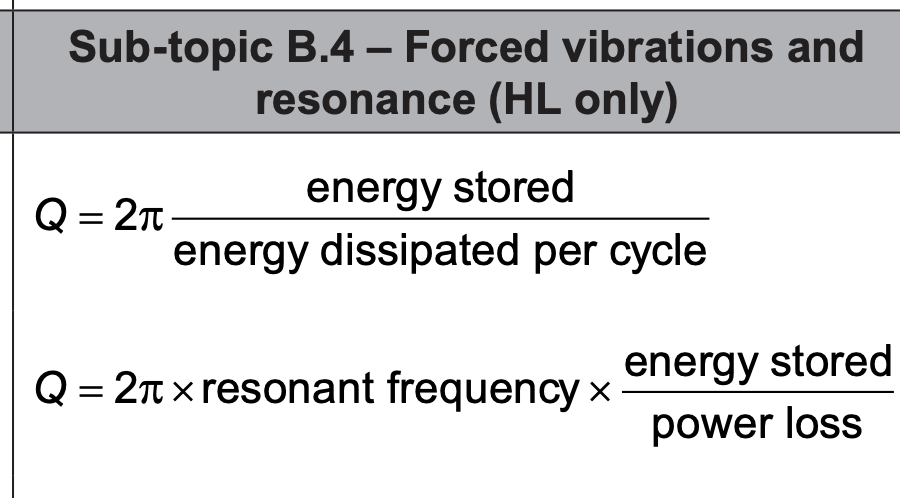 Sub-topic B.4 – Forced vibrations and
resonance (HL only)
Q = 2π energy stored / energy dissipated per cycle
Q = 2π × resonant frequency × energy stored / power loss